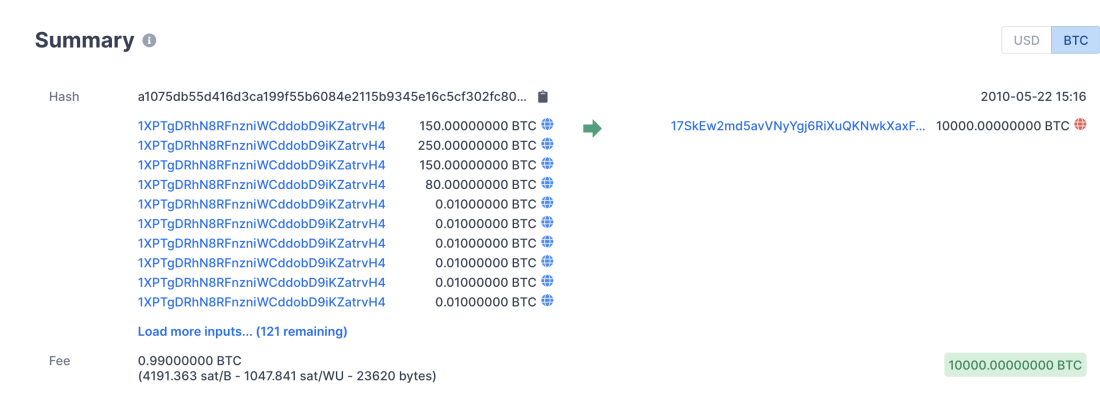 Summary
USD BTC
Hash a1075db55d416d3ca199f55b6084e2115b9345e16c5cf302fc80... 2010-05-22 15:16
1XPTgDRhN8RFnzniWCddobD9iKZatrvH4 150.00000000 BTC 17SkEw2md5avVNyYgj6RiXuQKNwkXaxF... 10000.00000000 BTC
1XPTgDRhN8RFnzniWCddobD9iKZatrvH4 250.00000000 BTC
1XPTgDRhN8RFnzniWCddobD9iKZatrvH4 150.00000000 BTC
1XPTgDRhN8RFnzniWCddobD9iKZatrvH4 80.00000000 BTC
1XPTgDRhN8RFnzniWCddobD9iKZatrvH4 0.01000000 BTC
1XPTgDRhN8RFnzniWCddobD9iKZatrvH4 0.01000000 BTC
1XPTgDRhN8RFnzniWCddobD9iKZatrvH4 0.01000000 BTC
1XPTgDRhN8RFnzniWCddobD9iKZatrvH4 0.01000000 BTC
1XPTgDRhN8RFnzniWCddobD9iKZatrvH4 0.01000000 BTC
1XPTgDRhN8RFnzniWCddobD9iKZatrvH4 0.01000000 BTC
Load more inputs... (121 remaining)
Fee 0.99000000 BTC 10000.00000000 BTC
(4191.363 sat/B - 1047.841 sat/WU - 23620 bytes)